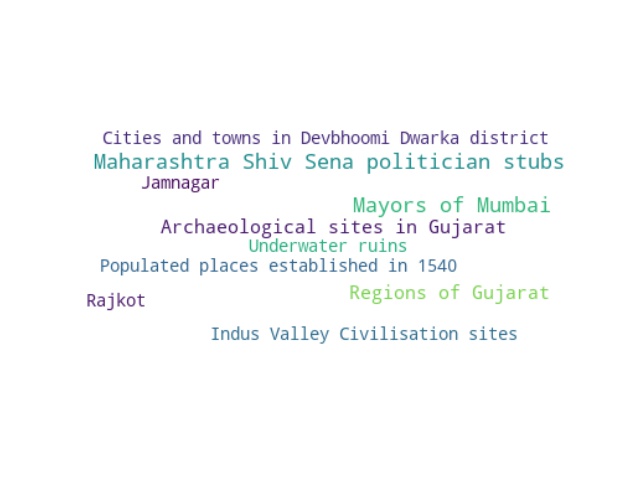 Cities and towns in Devbhoomi Dwarka district
Maharashtra Shiv Sena politician stubs
Jamnagar
Mayors of Mumbai
Archaeological sites in Gujarat
Underwater ruins
Populated places established in 1540
Regions of Gujarat
Rajkot
Indus Valley Civilisation sites